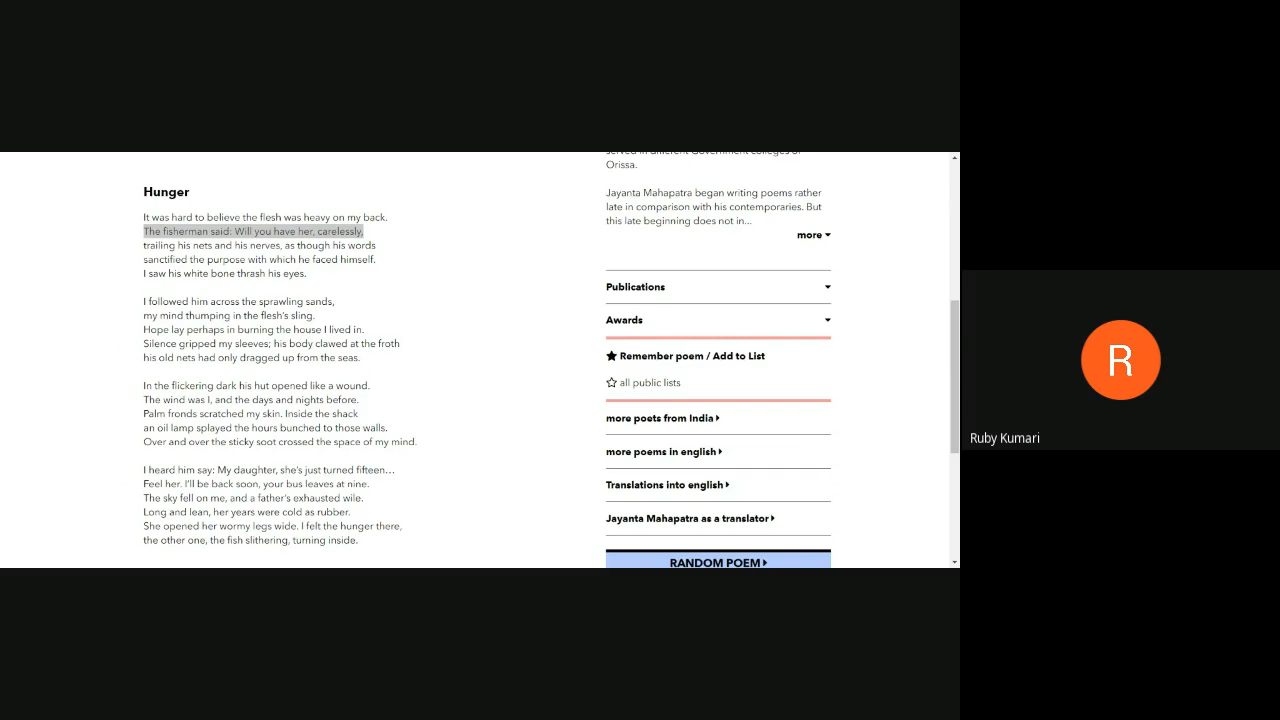 Hunger
It was hard to believe the flesh was heavy on my back.
The fisherman said: Will you have her, carelessly,
trailing his nets and his nerves, as though his words
sanctified the purpose with which he faced himself.
I saw his white bone thrash his eyes.
I followed him across the sprawling sands,
my mind thumping in the flesh's sling.
Hope lay perhaps in burning the house I lived in.
Silence gripped my sleeves; his body clawed at the froth
his old nets had only dragged up from the seas.
In the flickering dark his hut opened like a wound.
The wind was I, and the days and nights before.
Palm fronds scratched my skin. Inside the shack
an oil lamp splayed the hours bunched to those walls.
Over and over the sticky soot crossed the space of my mind.
I heard him say: My daughter, she's just turned fifteen…
Feel her. I'll be back soon, your bus leaves at nine.
The sky fell on me, and a father's exhausted wile.
Long and lean, her years were cold as rubber.
She opened her wormy legs wide. I felt the hunger there,
the other one, the fish slithering, turning inside.
served in different Government colleges of
Orissa.
Jayanta Mahapatra began writing poems rather
late in comparison with his contemporaries. But
this late beginning does not in...
more
Publications
Awards
Remember poem / Add to List
all public lists
more poets from India
more poems in english
Translations into english
Jayanta Mahapatra as a translator
RANDOM POEM
R
Ruby Kumari